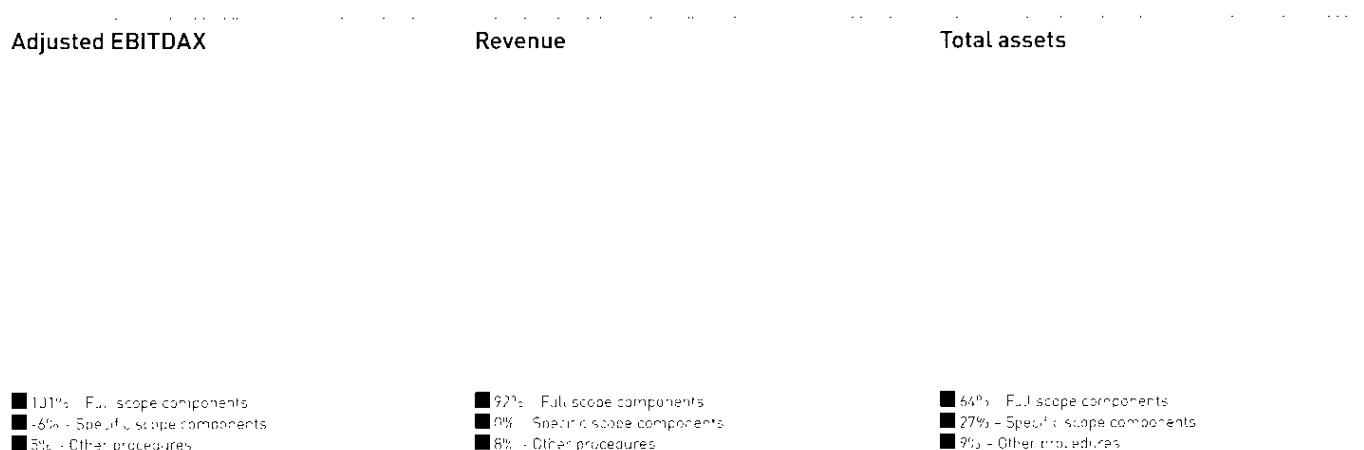 Adjusted EBITDAX
Revenue
Total assets
101% - Full scope components
-6% - Specific scope components
5% - Other procedures
92% - Full scope components
0% - Specific scope components
8% - Other procedures
64% - Full scope components
27% - Specific scope components
9% - Other procedures